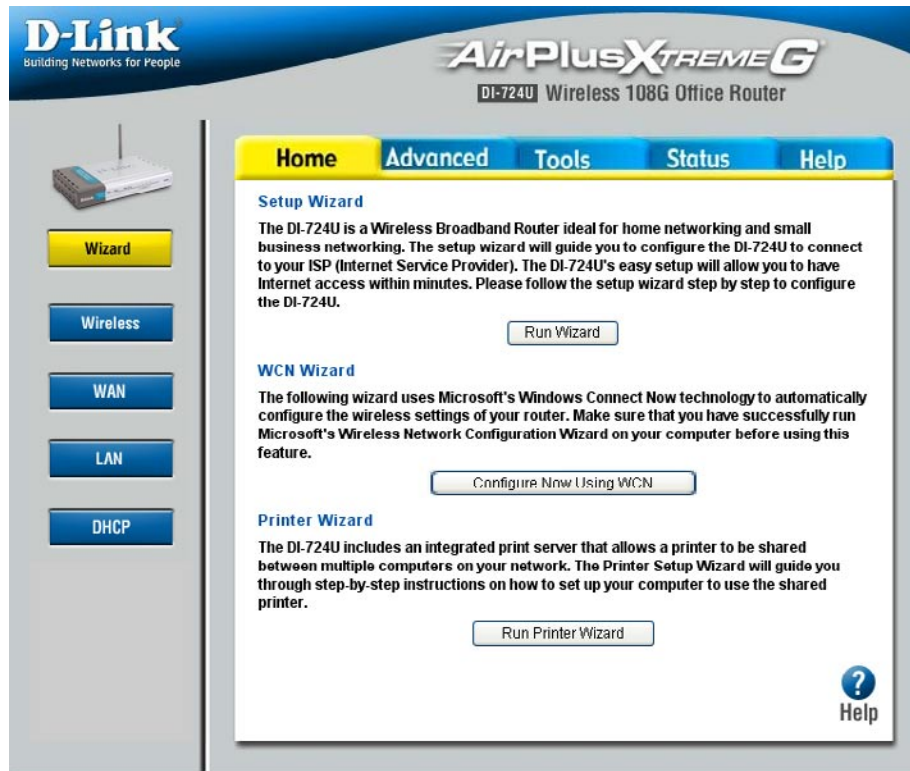 D-Link
Building Networks for People
AirPlus XTREME G
DI-724U Wireless 108G Office Router
Home
Advanced
Tools
Status
Help
Wizard
Wireless
WAN
LAN
DHCP
Setup Wizard
The DI-724U is a Wireless Broadband Router ideal for home networking and small
business networking. The setup wizard will guide you to configure the DI-724U to connect
to your ISP (Internet Service Provider). The DI-724U's easy setup will allow you to have
Internet access within minutes. Please follow the setup wizard step by step to configure
the DI-724U.
Run Wizard
WCN Wizard
The following wizard uses Microsoft's Windows Connect Now technology to automatically
configure the wireless settings of your router. Make sure that you have successfully run
Microsoft's Wireless Network Configuration Wizard on your computer before using this
feature.
Configure Now Using WCN
Printer Wizard
The DI-724U includes an integrated print server that allows a printer to be shared
between multiple computers on your network. The Printer Setup Wizard will guide you
through step-by-step instructions on how to set up your computer to use the shared
printer.
Run Printer Wizard
Help